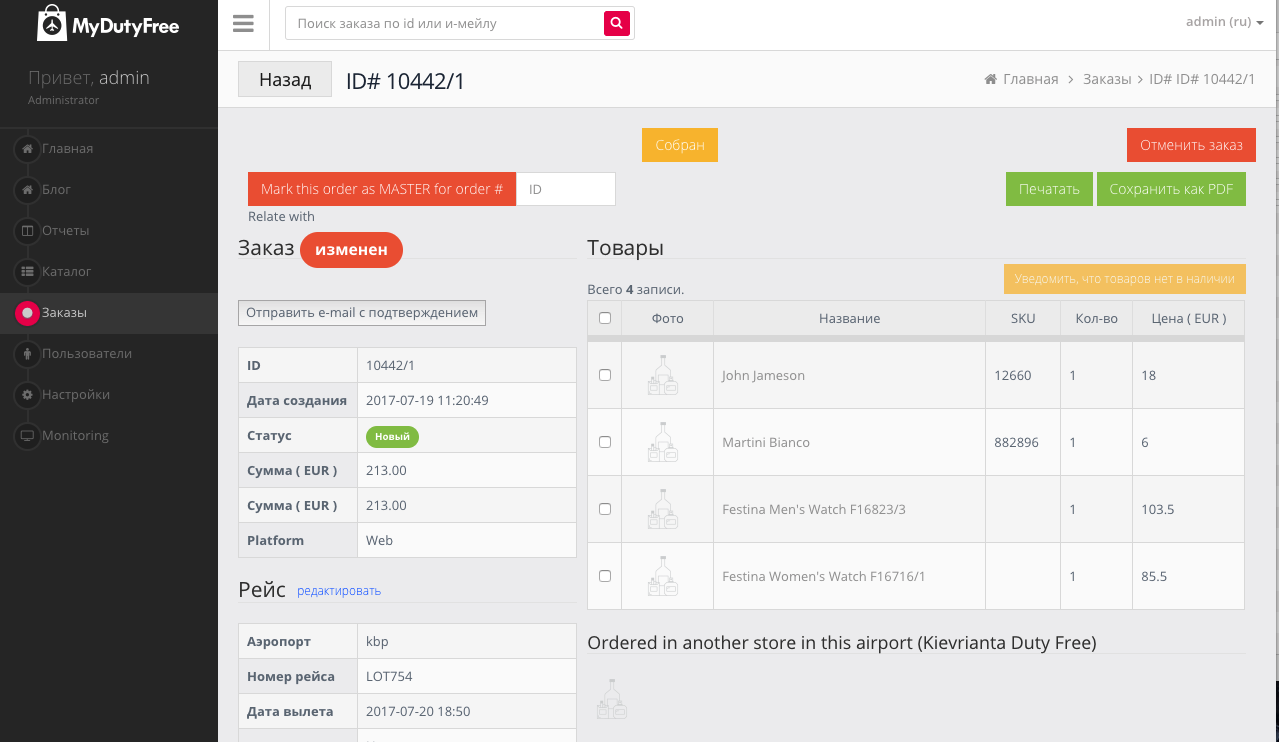 MyDutyFree
Поиск заказа по id или и-мейлу
admin (ru)
Привет, admin
Administrator
Главная
Блог
Отчеты
Каталог
Заказы
Пользователи
Настройки
Monitoring
Назад
ID# 10442/1
Главная > Заказы > ID# ID# 10442/1
Собран
Отменить заказ
Mark this order as MASTER for order # ID
Печатать
Сохранить как PDF
Relate with
Заказ изменен
Отправить e-mail с подтверждением
ID 10442/1
Дата создания 2017-07-19 11:20:49
Статус Новый
Сумма ( EUR ) 213.00
Сумма ( EUR ) 213.00
Platform Web
Рейс редактировать
Аэропорт kbp
Номер рейса LOT754
Дата вылета 2017-07-20 18:50
Товары
Уведомить, что товаров нет в наличии
Всего 4 записи.
Фото Название SKU Кол-во Цена ( EUR )
John Jameson 12660 1 18
Martini Bianco 882896 1 6
Festina Men's Watch F16823/3 1 103.5
Festina Women's Watch F16716/1 1 85.5
Ordered in another store in this airport (Kievrianta Duty Free)